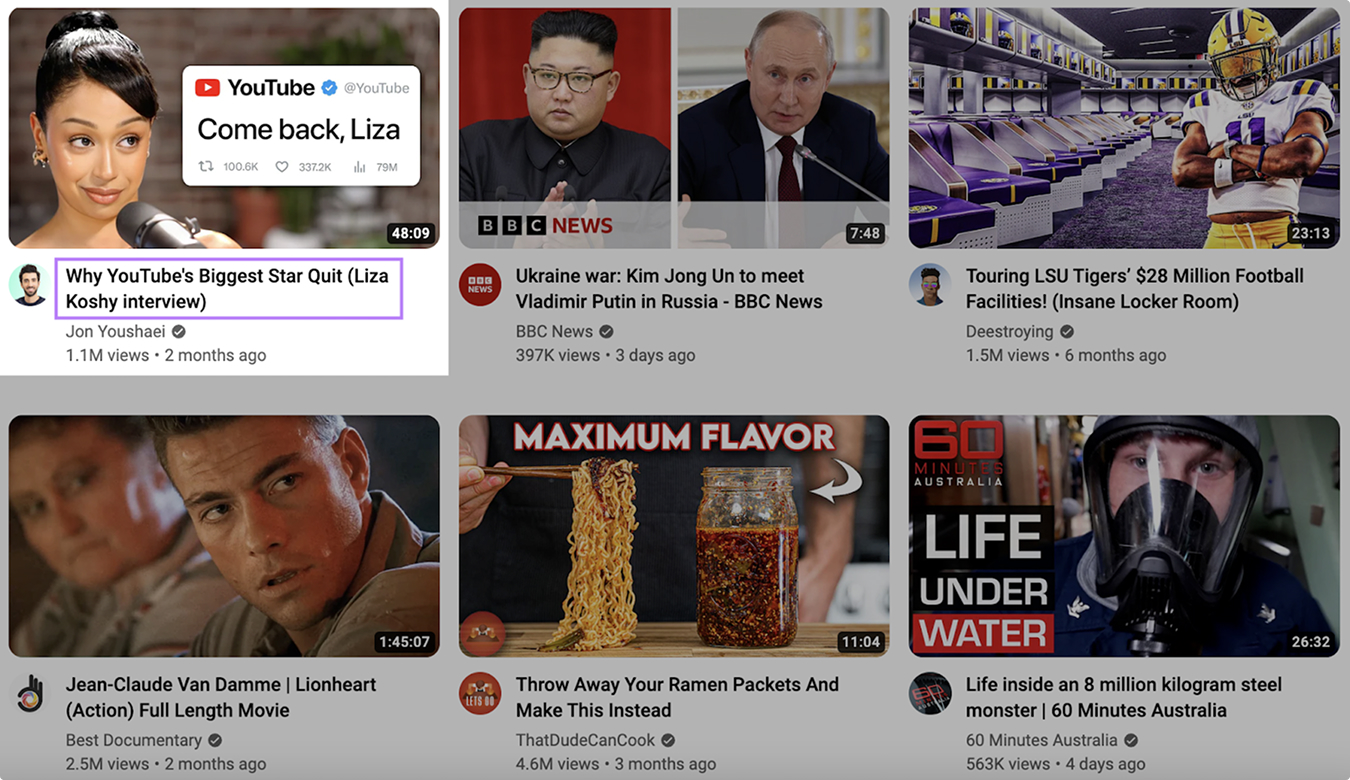 YouTube @YouTube
Come back, Liza
100.6K 337.2K 79M
48:09
Why YouTube's Biggest Star Quit (Liza
Koshy interview)
Jon Youshaei
1.1M views • 2 months ago
BBC NEWS
7:48
BBC
NEWS
Ukraine war: Kim Jong Un to meet
Vladimir Putin in Russia - BBC News
BBC News
397K views • 3 days ago
LSU
11
23:13
Touring LSU Tigers’ $28 Million Football
Facilities! (Insane Locker Room)
Deestroying
1.5M views • 6 months ago
1:45:07
Jean-Claude Van Damme | Lionheart
(Action) Full Length Movie
Best Documentary
2.5M views • 2 months ago
MAXIMUM FLAVOR
11:04
LETS GO
Throw Away Your Ramen Packets And
Make This Instead
ThatDudeCanCook
4.6M views • 3 months ago
60
MINUTES
AUSTRALIA
LIFE
UNDER
WATER
26:32
60
Life inside an 8 million kilogram steel
monster | 60 Minutes Australia
60 Minutes Australia
563K views • 4 days ago